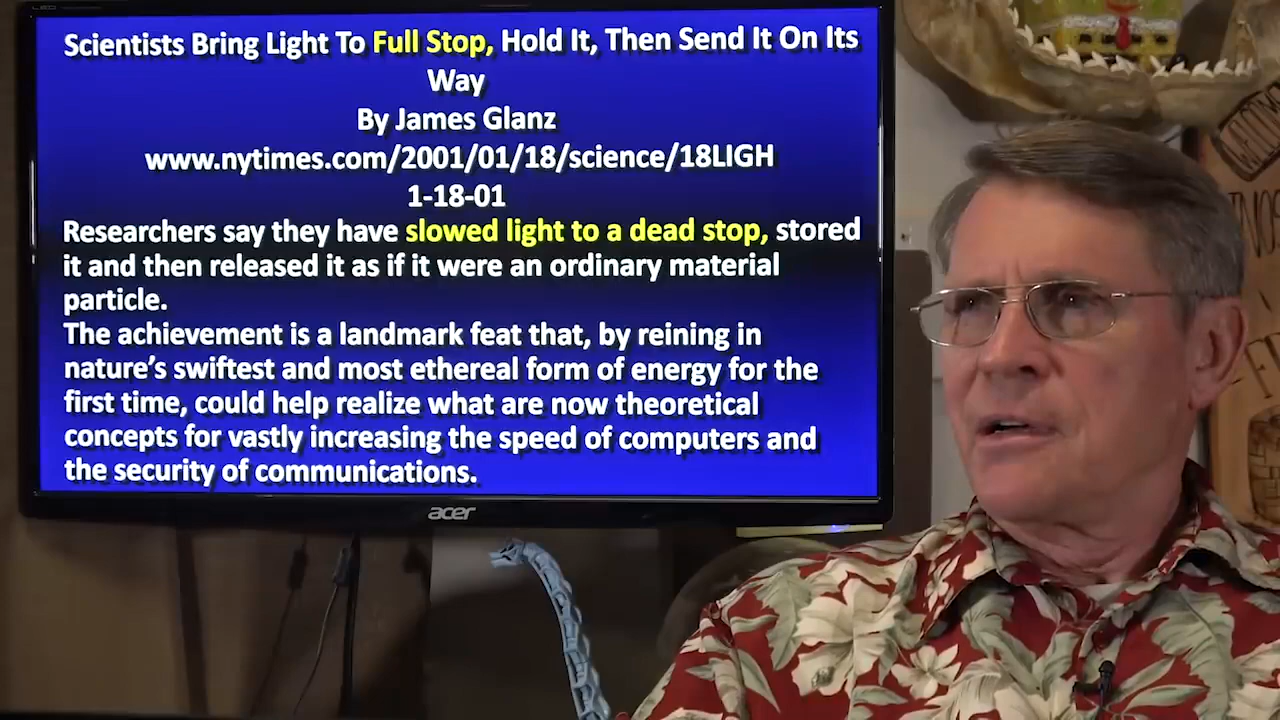 Scientists Bring Light To Full Stop, Hold It, Then Send It On Its
Way
By James Glanz
www.nytimes.com/2001/01/18/science/18LIGH
1-18-01
Researchers say they have slowed light to a dead stop, stored
it and then released it as if it were an ordinary material
particle.
The achievement is a landmark feat that, by reining in
nature's swiftest and most ethereal form of energy for the
first time, could help realize what are now theoretical
concepts for vastly increasing the speed of computers and
the security of communications.
acer